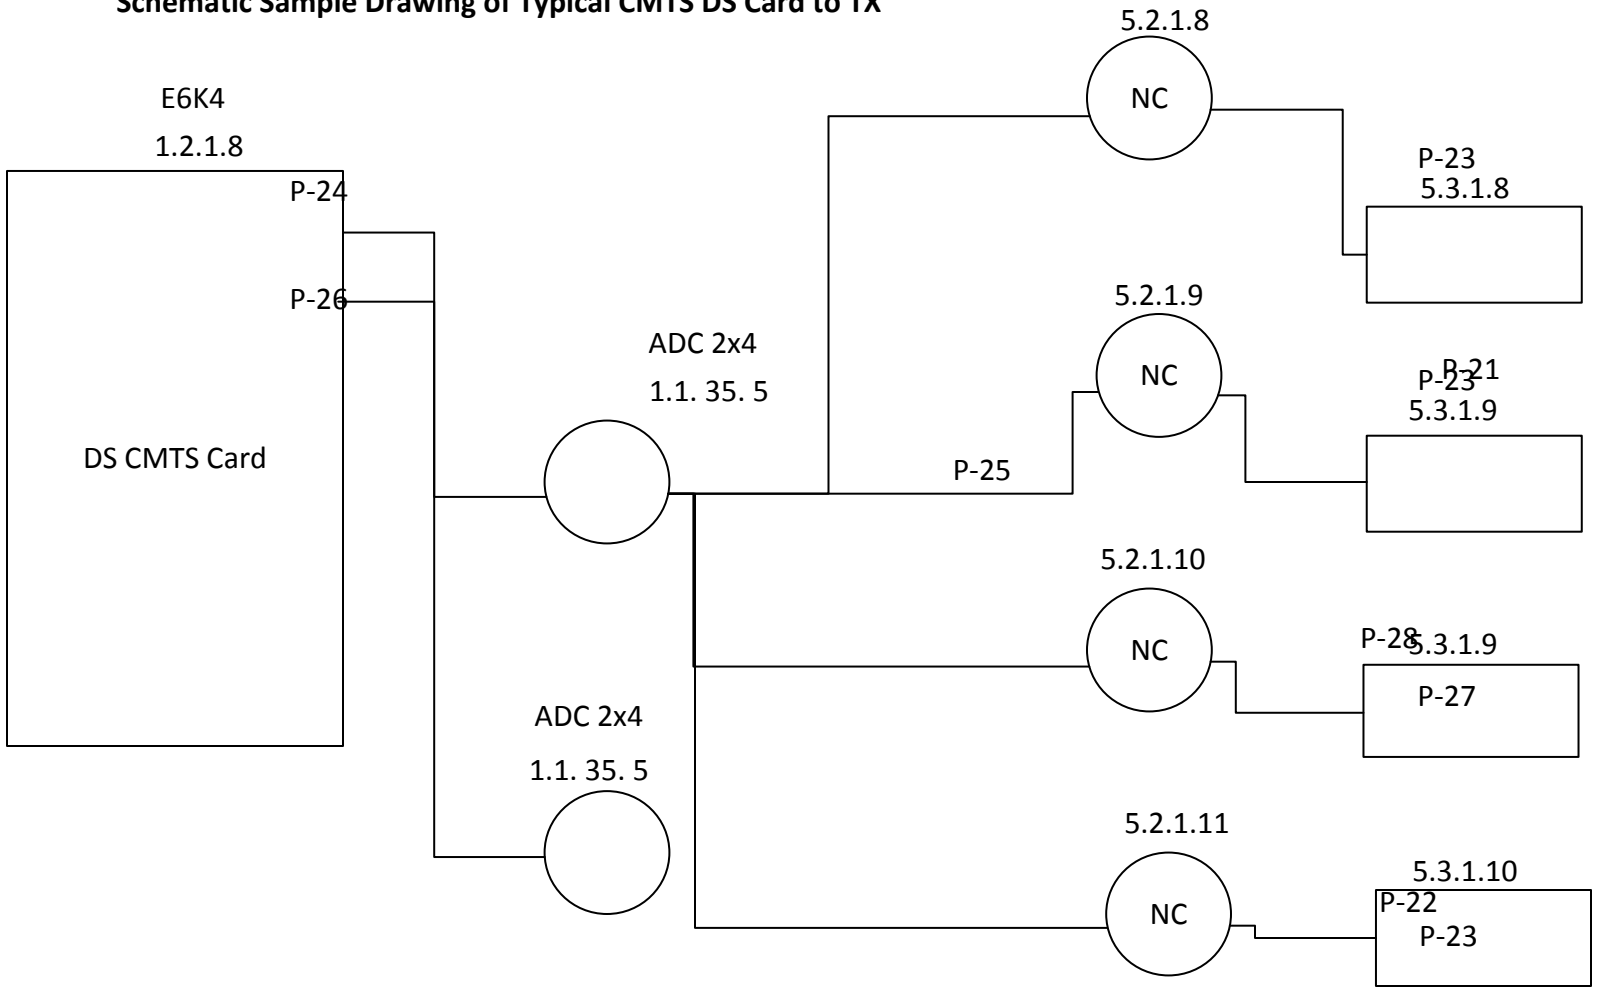 Schematic Sample Drawing of Typical CMTS DS Card to TX
5.2.1.8
NC
E6K4
1.2.1.8
P-24
P-23
5.3.1.8
P-26
5.2.1.9
NC
ADC 2x4
1.1. 35. 5
P-21
P-23
5.3.1.9
DS CMTS Card
P-25
5.2.1.10
NC
P-28
5.3.1.9
P-27
ADC 2x4
1.1. 35. 5
5.2.1.11
NC
5.3.1.10
P-22
P-23